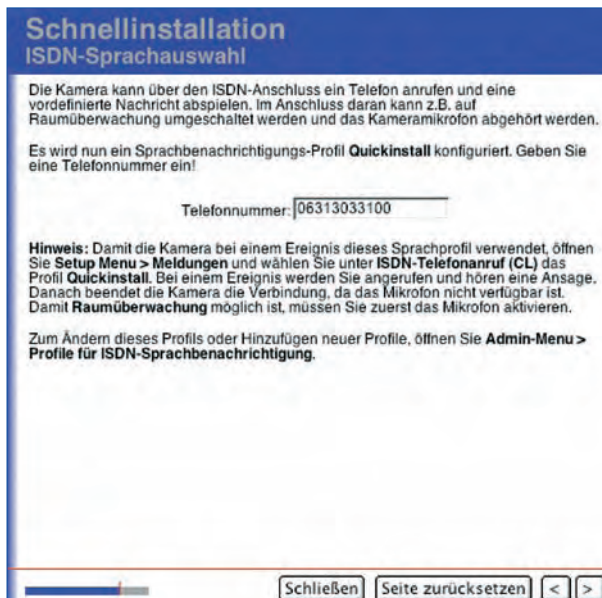 Schnellinstallation
ISDN-Sprachauswahl
Die Kamera kann über den ISDN-Anschluss ein Telefon anrufen und eine
vordefinierte Nachricht abspielen. Im Anschluss daran kann z.B. auf
Raumüberwachung umgeschaltet werden und das Kameramikrofon abgehört werden.
Es wird nun ein Sprachbenachrichtigungs-Profil Quickinstall konfiguriert. Geben Sie
eine Telefonnummer ein!
Telefonnummer: 06313033100
Hinweis: Damit die Kamera bei einem Ereignis dieses Sprachprofil verwendet, öffnen
Sie Setup Menu > Meldungen und wählen Sie unter ISDN-Telefonanruf (CL) das
Profil Quickinstall. Bei einem Ereignis werden Sie angerufen und hören eine Ansage.
Danach beendet die Kamera die Verbindung, da das Mikrofon nicht verfügbar ist.
Damit Raumüberwachung möglich ist, müssen Sie zuerst das Mikrofon aktivieren.
Zum Ändern dieses Profils oder Hinzufügen neuer Profile, öffnen Sie Admin-Menu >
Profile für ISDN-Sprachbenachrichtigung.
Schließen Seite zurücksetzen < >